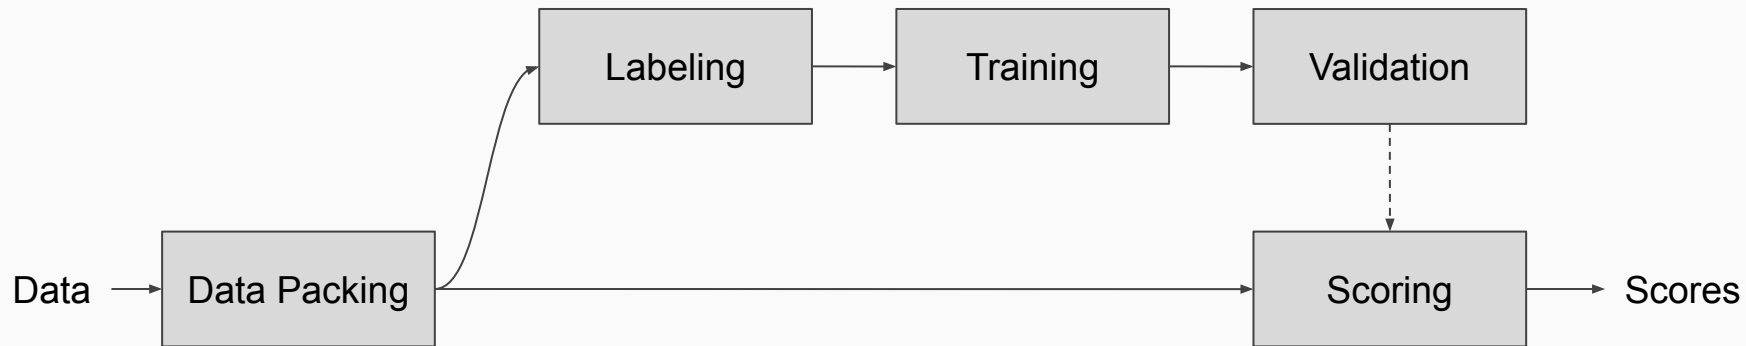 Labeling
Training
Validation
Data
Data Packing
Scoring
Scores